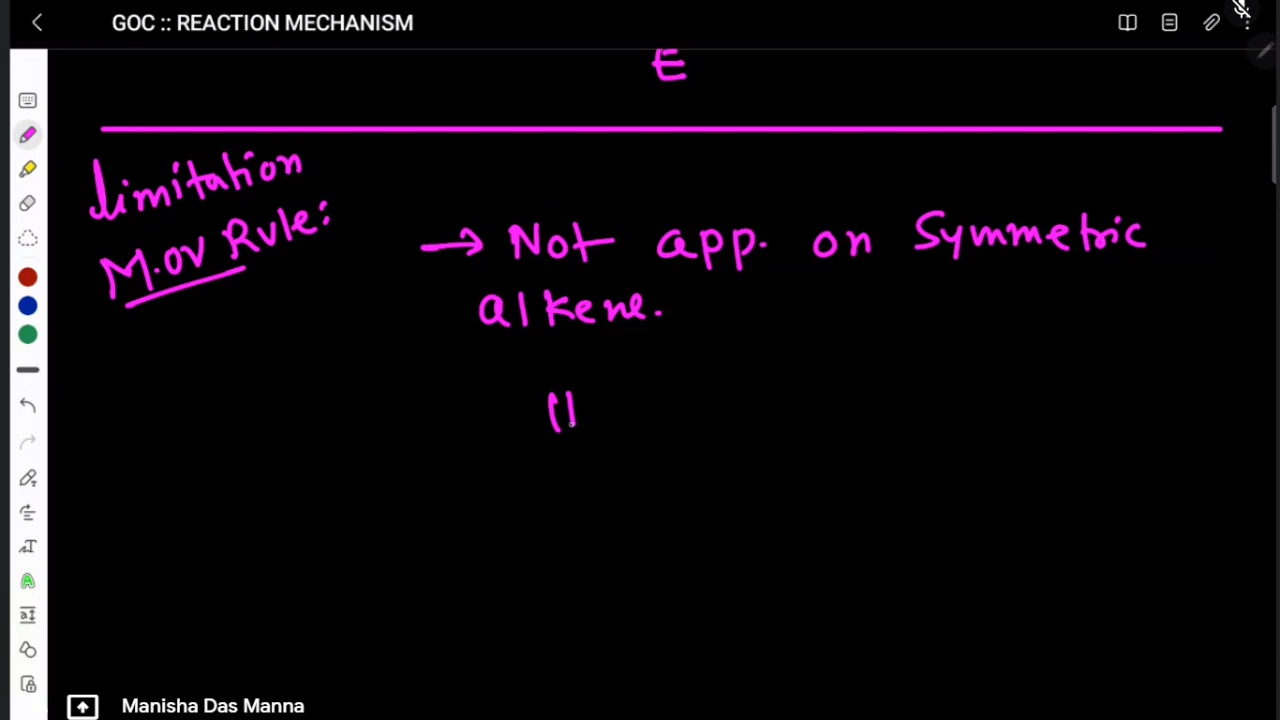 GOC :: REACTION MECHANISM
E
limitation
M.ov Rule:
→ Not app. on Symmetric
alkene.
Manisha Das Manna